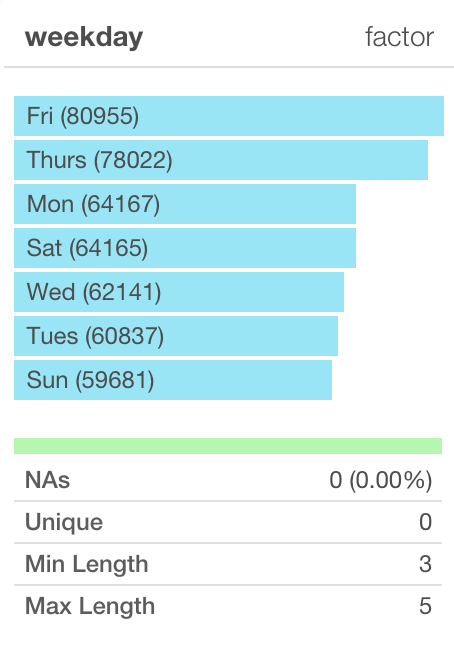 weekday factor
Fri (80955)
Thurs (78022)
Mon (64167)
Sat (64165)
Wed (62141)
Tues (60837)
Sun (59681)
NAs 0 (0.00%)
Unique 0
Min Length 3
Max Length 5